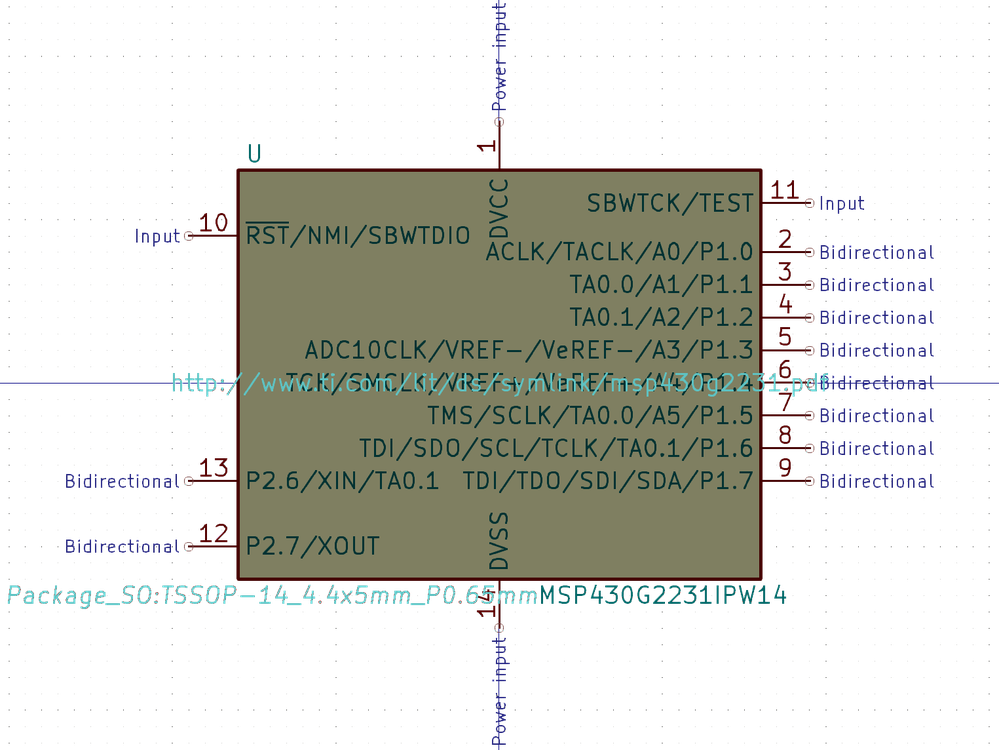 Power input
1
U
DVCC
SBWTCK/TEST 11 Input
Input 10 RST/NMI/SBWTDIO
ACLK/TACLK/A0/P1.0 2 Bidirectional
TA0.0/A1/P1.1 3 Bidirectional
TA0.1/A2/P1.2 4 Bidirectional
ADC10CLK/VREF-/VeREF-/A3/P1.3 5 Bidirectional
http://www.ti.com/lit/ds/symlink/msp430g2231.pdf
6 Bidirectional
TMS/SCLK/TA0.0/A5/P1.5 7 Bidirectional
TDI/SDO/SCL/TCLK/TA0.1/P1.6 8 Bidirectional
Bidirectional 13 P2.6/XIN/TA0.1 TDI/TDO/SDI/SDA/P1.7 9 Bidirectional
Bidirectional 12 P2.7/XOUT
DVSS
Package_SO:TSSOP-14_4.4x5mm_P0.65mm MSP430G2231IPW14
14
Power input